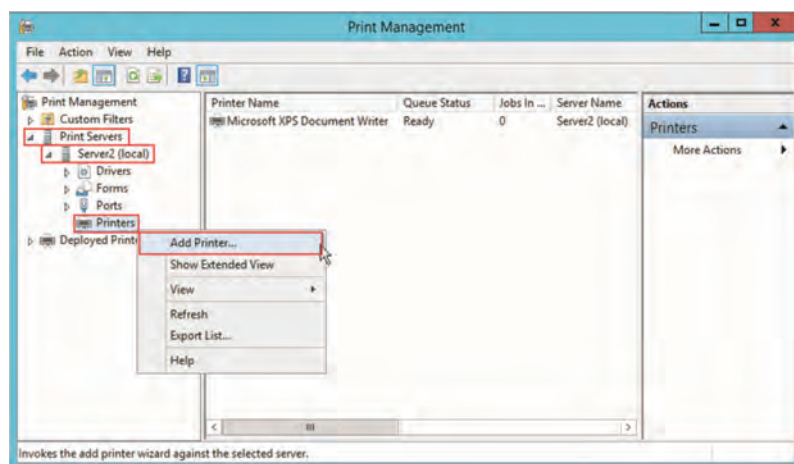 Print Management
File Action View Help
Print Management
Custom Filters
Print Servers
Server2 (local)
Drivers
Forms
Ports
Printers
Deployed Print
Add Printer...
Show Extended View
View
Refresh
Export List...
Help
Printer Name Queue Status Jobs In ... Server Name
Microsoft XPS Document Writer Ready 0 Server2 (local)
Actions
Printers
More Actions
Invokes the add printer wizard against the selected server.